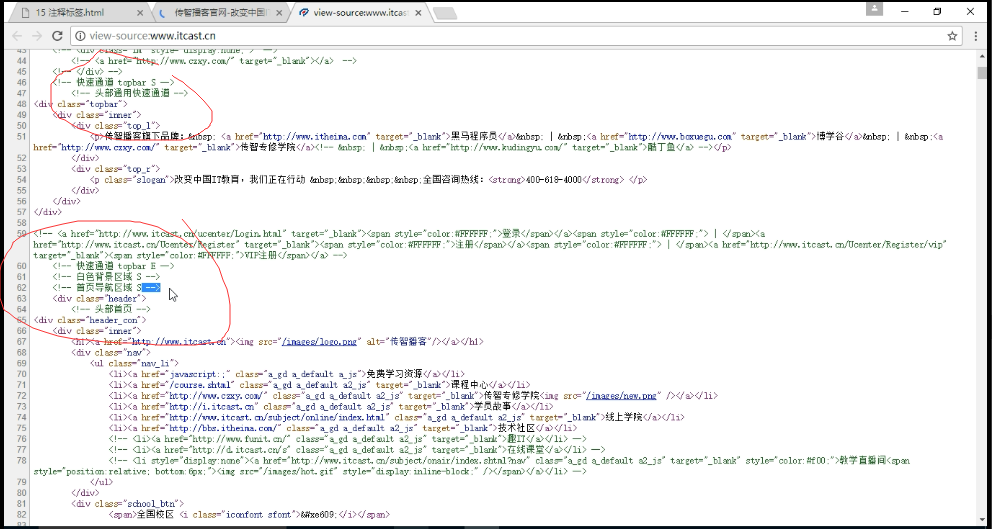 15 注释标签.html
传智播客官网-改变中国I
view-source:www.itcast
view-source:www.itcast.cn
44 <!-- <a href="http://www.czxy.com/" target="_blank"></a> -->
45 <!-- </div> -->
46 <!-- 快速通道 topbar S -->
47 <!-- 头部通用快速通道 -->
48 <div class="topbar">
49 <div class="inner">
50 <div class="top_l">
51 <p>传智播客旗下品牌：&nbsp; <a href="http://www.itheima.com" target="_blank">黑马程序员</a>&nbsp; | &nbsp;<a href="http://www.boxuegu.com" target="_blank">博学谷</a>&nbsp; | &nbsp;<a
href="http://www.czxy.com/" target="_blank">传智专修学院</a><!-- &nbsp; | &nbsp;<a href="http://www.kudingyu.com/" target="_blank">酷丁鱼</a> --></p>
52 </div>
53 <div class="top_r">
54 <p class="slogan">改变中国IT教育，我们正在行动 &nbsp;&nbsp;&nbsp;&nbsp;全国咨询热线：<strong>400-618-4000</strong> </p>
55 </div>
56 </div>
57 </div>
58
59 <!-- <a href="http://www.itcast.cn/ucenter/Login.html" target="_blank"><span style="color:#FFFFFF;">登录</span></a><span style="color:#FFFFFF;"> | </span><a
href="http://www.itcast.cn/Ucenter/Register" target="_blank"><span style="color:#FFFFFF;">注册</span></a><span style="color:#FFFFFF;"> | </span><a href="http://www.itcast.cn/Ucenter/Register/vip"
target="_blank"><span style="color:#FFFFFF;">VIP注册</span></a> -->
60 <!-- 快速通道 topbar E -->
61 <!-- 白色背景区域 S -->
62 <!-- 首页导航区域 S -->
63 <div class="header">
64 <!-- 头部首页 -->
65 <div class="header_con">
66 <div class="inner">
67 <h1><a href="http://www.itcast.cn"><img src="/images/logo.png" alt="传智播客"/></a></h1>
68 <div class="nav">
69 <ul class="nav_li">
70 <li><a href="javascript:;" class="a_gd a_default a_js">免费学习资源</a></li>
71 <li><a href="/course.shtml" class="a_gd a_default a2_js" target="_blank">课程中心</a></li>
72 <li><a href="http://www.czxy.com/" class="a_gd a_default a2_js" target="_blank">传智专修学院<img src="/images/new.png" /></a></li>
73 <li><a href="http://i.itcast.cn" class="a_gd a_default a2_js" target="_blank">学员故事</a></li>
74 <li><a href="http://www.itcast.cn/subject/online/index.html" class="a_gd a_default a2_js" target="_blank">线上学院</a></li>
75 <li><a href="http://bbs.itheima.com/" class="a_gd a_default a2_js" target="_blank">技术社区</a></li>
76 <!-- <li><a href="http://www.funit.cn/" class="a_gd a_default a2_js" target="_blank">趣IT</a></li> -->
77 <!-- <li><a href="http://d.itcast.cn/s" class="a_gd a_default a2_js" target="_blank">在线课堂</a></li> -->
78 <!-- <li style="display:none"><a href="http://www.itcast.cn/subject/onair/index.shtml?nav" class="a_gd a_default a2_js" target="_blank" style="color:#f00;">教学直播间<span
style="position:relative; bottom:6px;"><img src="/images/hot.gif" style="display:inline-block;" /></span></a></li> -->
79 </ul>
80 </div>
81 <div class="school_btn">
82 <span>全国校区 <i class="iconfont sfont">&#xe609;</i></span>